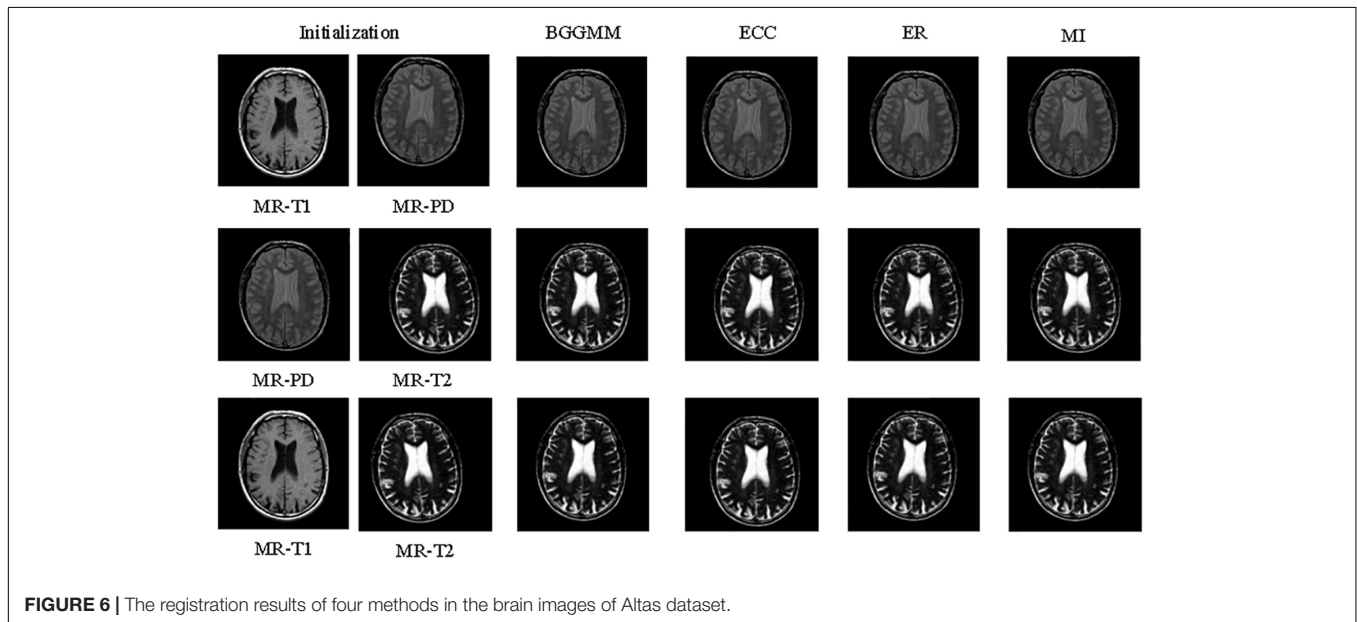 Initialization BGGMM ECC ER MI
MR-T1 MR-PD
MR-PD MR-T2
MR-T1 MR-T2
FIGURE 6 | The registration results of four methods in the brain images of Altas dataset.